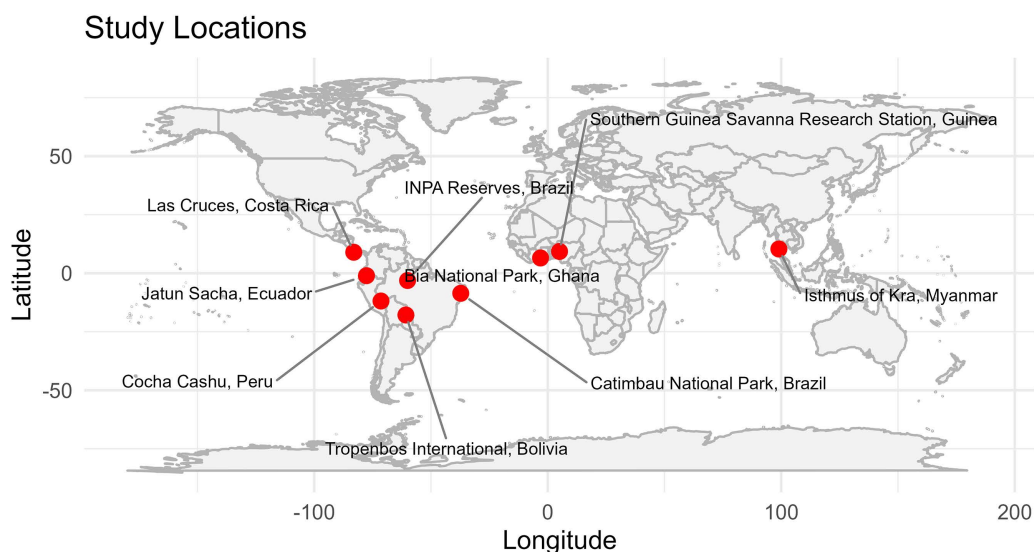 Study Locations
Southern Guinea Savanna Research Station, Guinea
INPA Reserves, Brazil
Las Cruces, Costa Rica
Bia National Park, Ghana
Jatun Sacha, Ecuador
Isthmus of Kra, Myanmar
Cocha Cashu, Peru
Catimbau National Park, Brazil
Tropenbos International, Bolivia
50
0
-50
Latitude
-100
0
100
200
Longitude